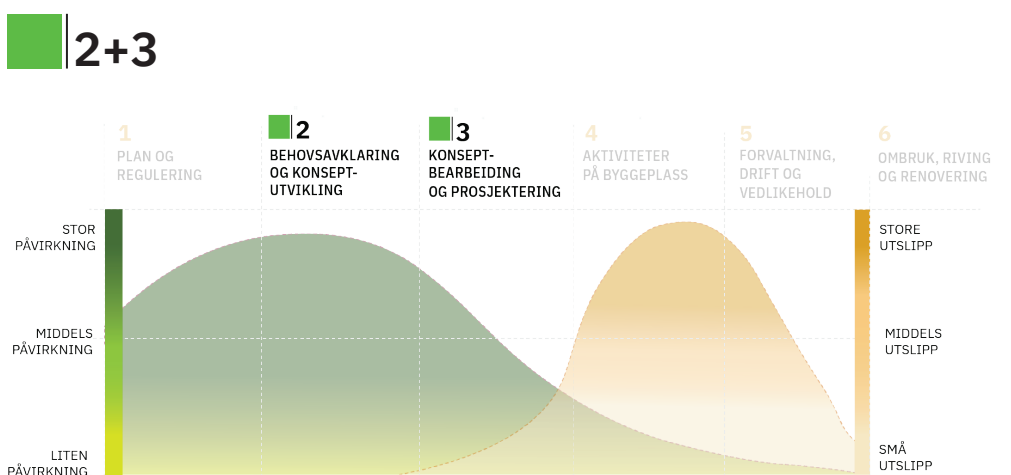 2+3
1
PLAN OG
REGULERING
2
BEHOVSAVKLARING
OG KONSEPT-
UTVIKLING
3
KONSEPT-
BEARBEIDING
OG PROSJEKTERING
4
AKTIVITETER
PÅ BYGGEPLASS
5
FORVALTNING,
DRIFT OG
VEDLIKEHOLD
6
OMBRUK, RIVING
OG RENOVERING
STOR
PÅVIRKNING
MIDDELS
PÅVIRKNING
LITEN
PÅVIRKNING
STORE
UTSLIPP
MIDDELS
UTSLIPP
SMÅ
UTSLIPP